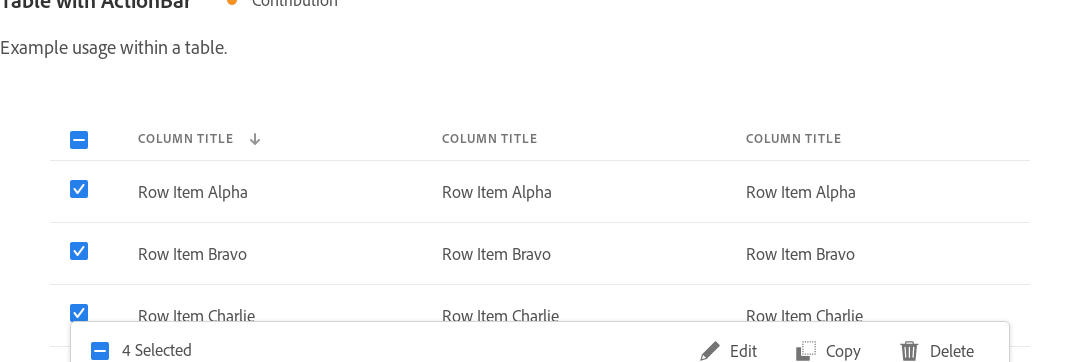 Table with ActionBar Contribution
Example usage within a table.
COLUMN TITLE COLUMN TITLE COLUMN TITLE
Row Item Alpha Row Item Alpha Row Item Alpha
Row Item Bravo Row Item Bravo Row Item Bravo
Row Item Charlie Row Item Charlie Row Item Charlie
4 Selected Edit Copy Delete